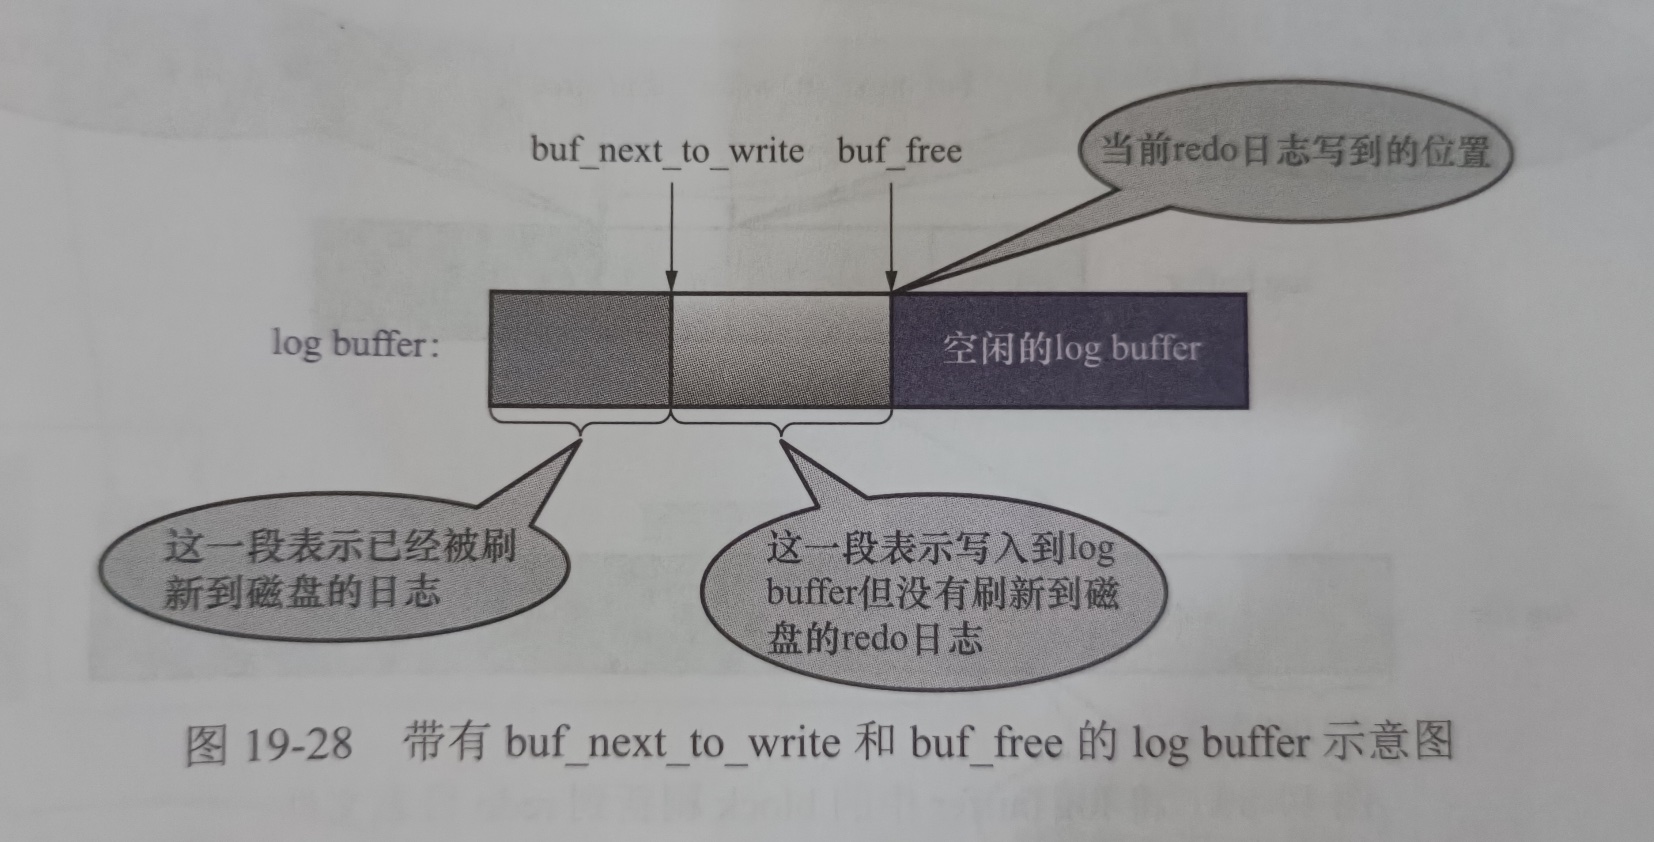 buf_next_to_write buf_free
当前redo日志写到的位置
log buffer:
空闲的log buffer
这一段表示已经被刷
新到磁盘的日志
这一段表示写入到log
buffer但没有刷新到磁
盘的redo日志
图 19-28 带有 buf_next_to_write 和 buf_free 的 log buffer 示意图